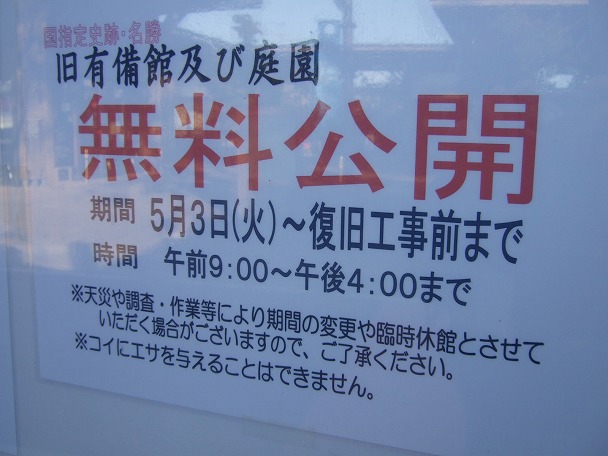 国指定史跡・名勝
旧有備館及び庭園
無料公開
期間 5月3日(火)～復旧工事前まで
時間 午前9:00～午後4:00まで
※天災や調査・作業等により期間の変更や臨時休館とさせて
いただく場合がございますので、ご了承ください。
※コイにエサを与えることはできません。